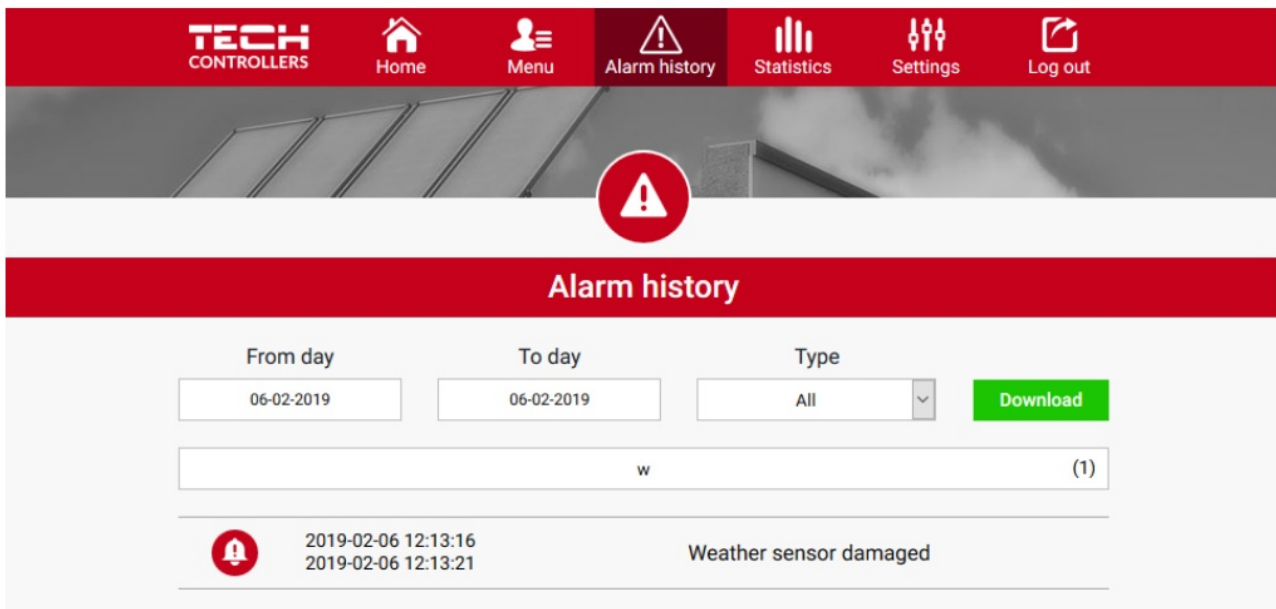 TECH
CONTROLLERS
Home
Menu
Alarm history
Statistics
Settings
Log out
Alarm history
From day
To day
Type
06-02-2019
06-02-2019
All
Download
w
(1)
2019-02-06 12:13:16
2019-02-06 12:13:21
Weather sensor damaged